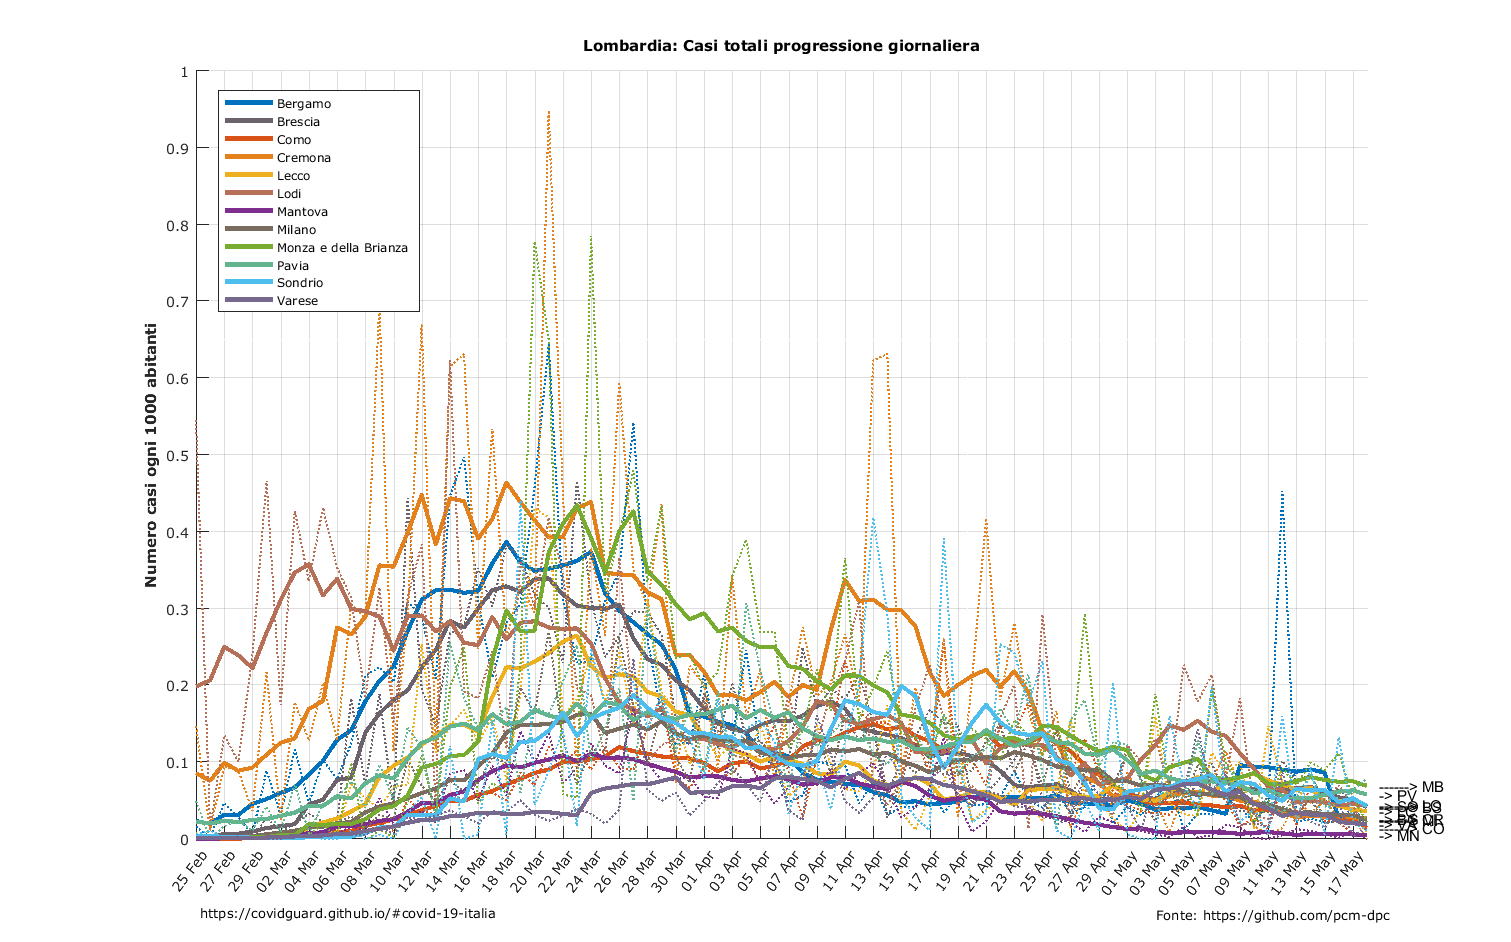 Lombardia: Casi totali progressione giornaliera
Numero casi ogni 1000 abitanti
1
0.9
0.8
0.7
0.6
0.5
0.4
0.3
0.2
0.1
0
Bergamo
Brescia
Como
Cremona
Lecco
Lodi
Mantova
Milano
Monza e della Brianza
Pavia
Sondrio
Varese
25 Feb
27 Feb
29 Feb
02 Mar
04 Mar
06 Mar
08 Mar
10 Mar
12 Mar
14 Mar
16 Mar
18 Mar
20 Mar
22 Mar
24 Mar
26 Mar
28 Mar
30 Mar
01 Apr
03 Apr
05 Apr
07 Apr
09 Apr
11 Apr
13 Apr
15 Apr
17 Apr
19 Apr
21 Apr
23 Apr
25 Apr
27 Apr
29 Apr
01 May
03 May
05 May
07 May
09 May
11 May
13 May
15 May
17 May
MB
PV
LO
BS
CR
CO
MN
https://covidguard.github.io/#covid-19-italia
Fonte: https://github.com/pcm-dpc